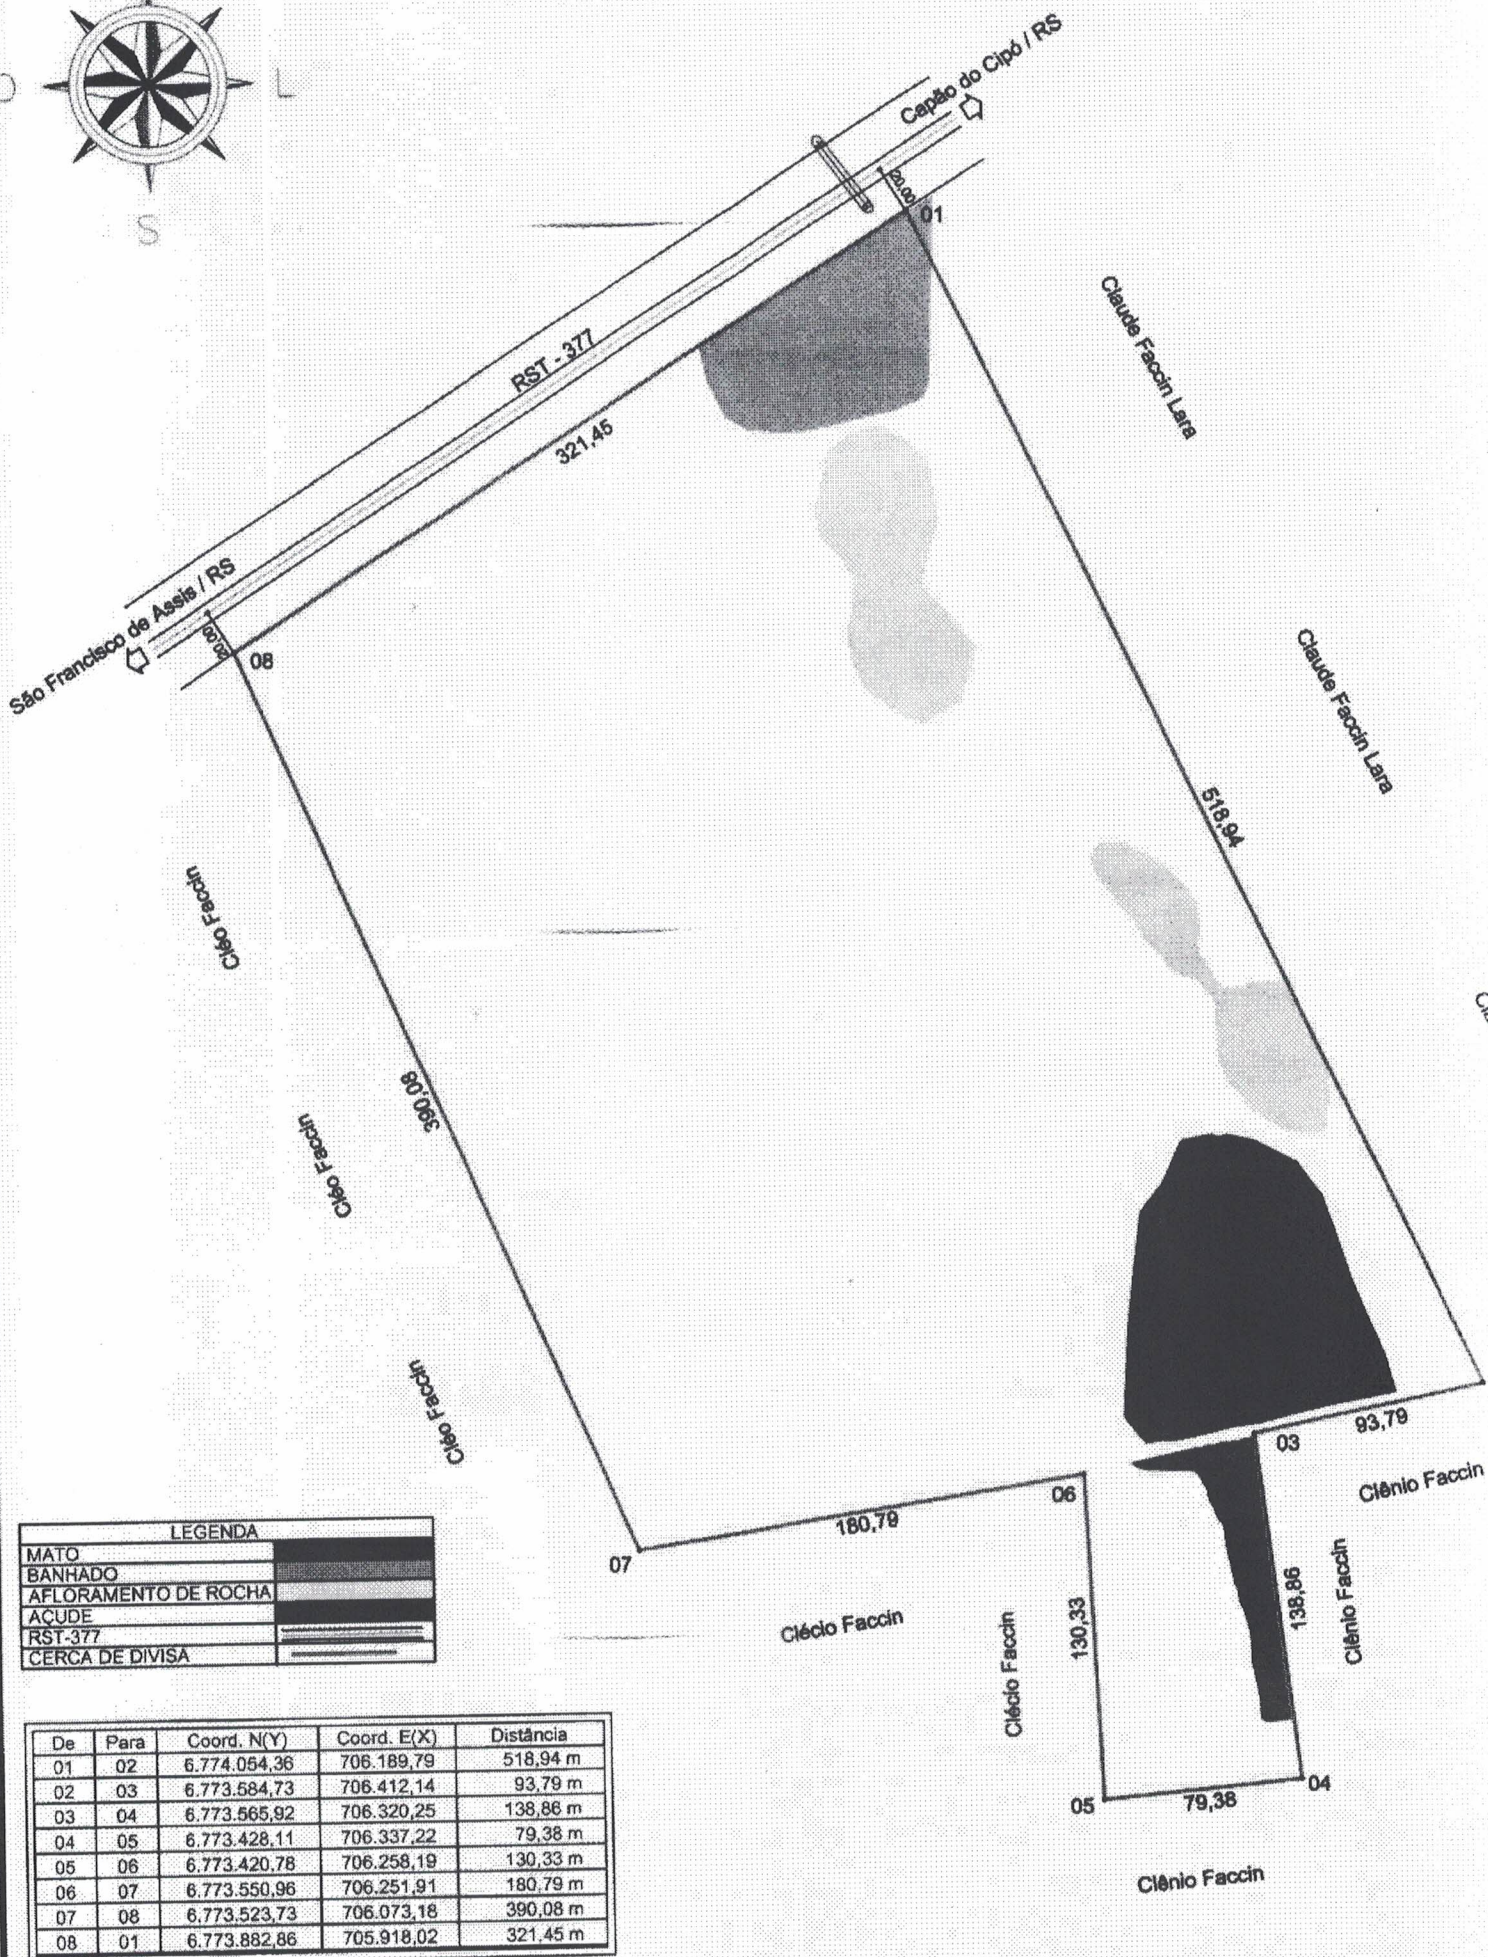 L
S
Capão do Cipó / RS
20,00
01
RST - 377
321,45
Claude Faccin Lara
São Francisco de Assis / RS
20,00
08
Claude Faccin Lara
518,94
Cléo Faccin
390,08
Cléo Faccin
Cléo Faccin
93,79
03
Clênio Faccin
06
180,79
07
Clécio Faccin
Clécio Faccin
130,33
138,86
Clênio Faccin
04
05
79,38
Clênio Faccin
LEGENDA
MATO
BANHADO
AFLORAMENTO DE ROCHA
AÇUDE
RST-377
CERCA DE DIVISA
De Para Coord. N(Y) Coord. E(X) Distância
01 02 6.774.054,36 706.189,79 518,94 m
02 03 6.773.584,73 706.412,14 93,79 m
03 04 6.773.565,92 706.320,25 138,86 m
04 05 6.773.428,11 706.337,22 79,38 m
05 06 6.773.420,78 706.258,19 130,33 m
06 07 6.773.550,96 706.251,91 180,79 m
07 08 6.773.523,73 706.073,18 390,08 m
08 01 6.773.882,86 705.918,02 321,45 m